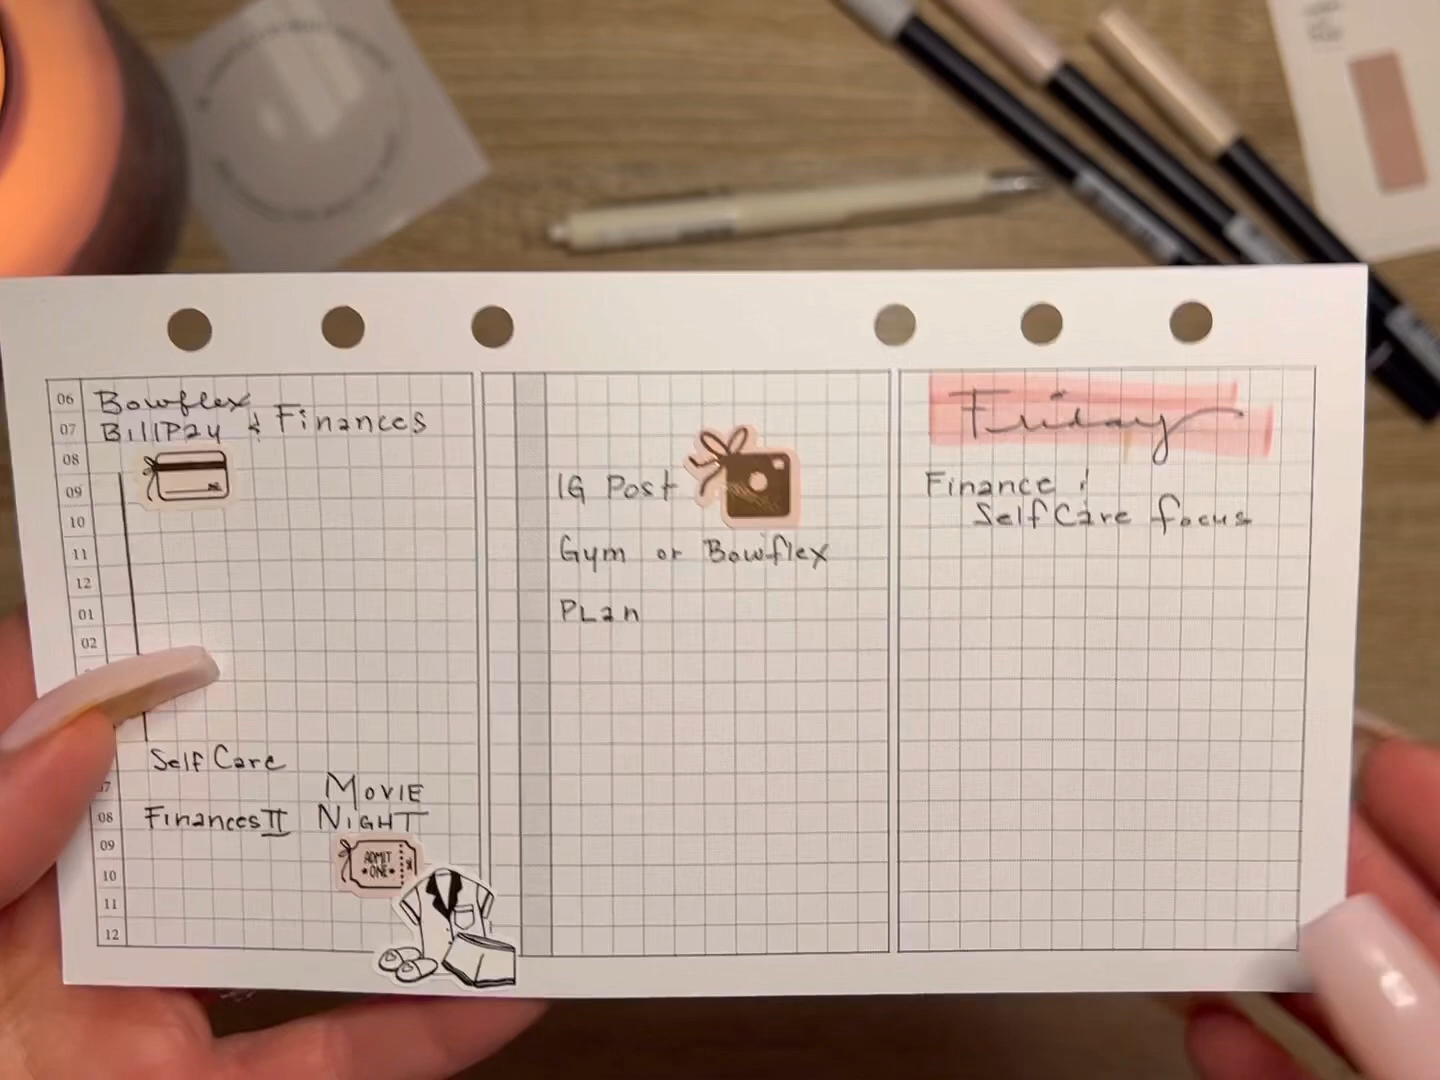 06 Bowflex
07 BillPay & Finances
08
09
10
11
12
01
02
Self Care
07
MOVIE
08 Finances II NIGHT
09
10
11
12
ADMIT
ONE
IG Post
Gym or Bowflex
PLan
Friday
Finance &
Self Care focus